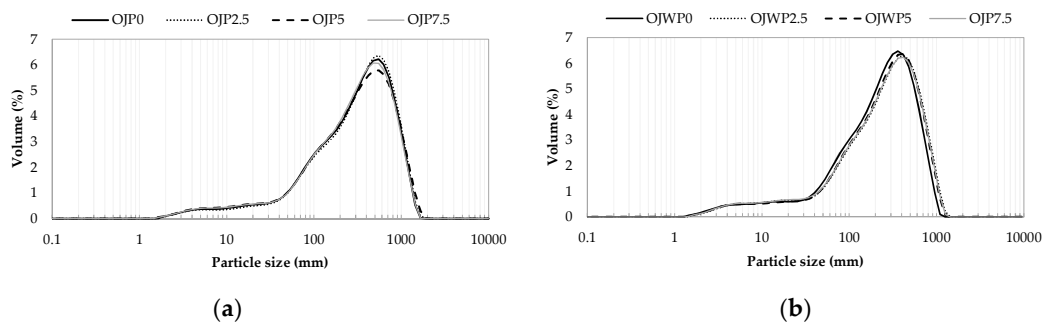 OJP0 OJP2.5 OJP5 OJP7.5
7
6
5
4
3
2
1
0
Volume (%)
0.1 1 10 100 1000 10000
Particle size (mm)
(a)
OJWP0 OJWP2.5 OJWP5 OJP7.5
7
6
5
4
3
2
1
0
Volume (%)
0.1 1 10 100 1000 10000
Particle size (mm)
(b)